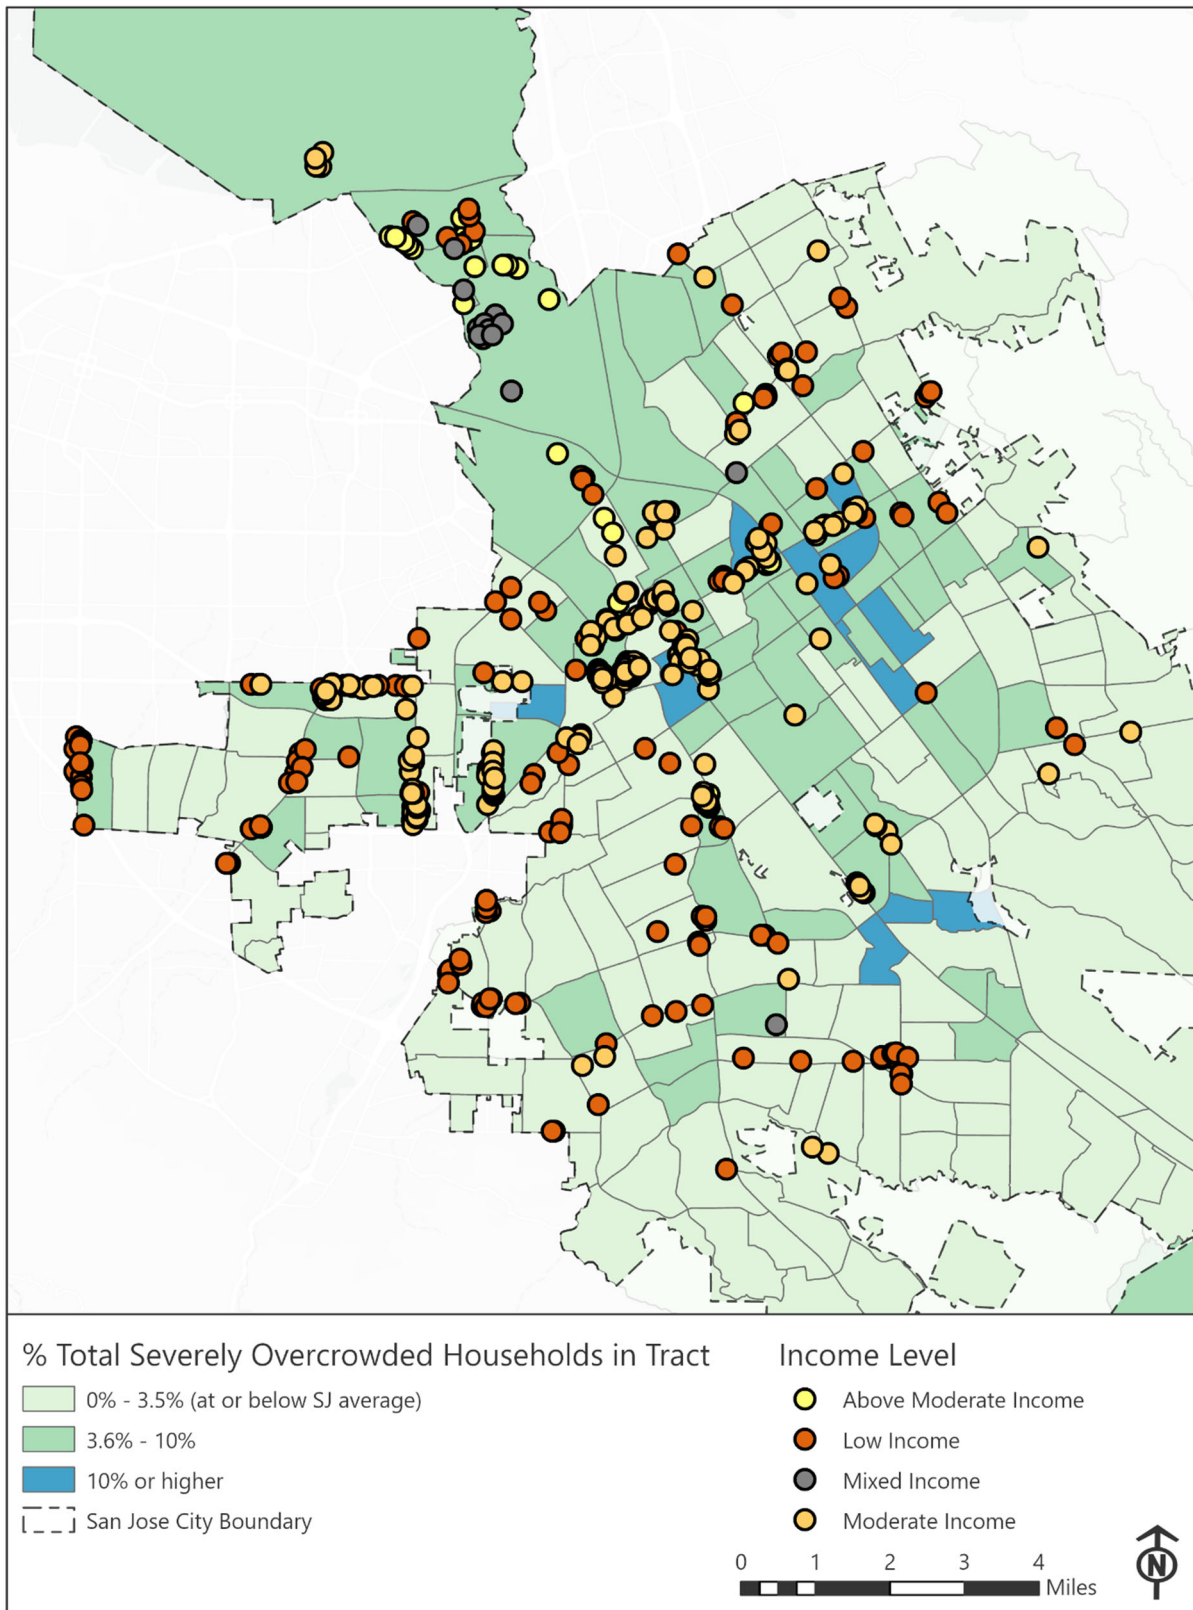 % Total Severely Overcrowded Households in Tract
0% - 3.5% (at or below SJ average)
3.6% - 10%
10% or higher
San Jose City Boundary
Income Level
Above Moderate Income
Low Income
Mixed Income
Moderate Income
0 1 2 3 4
Miles
N